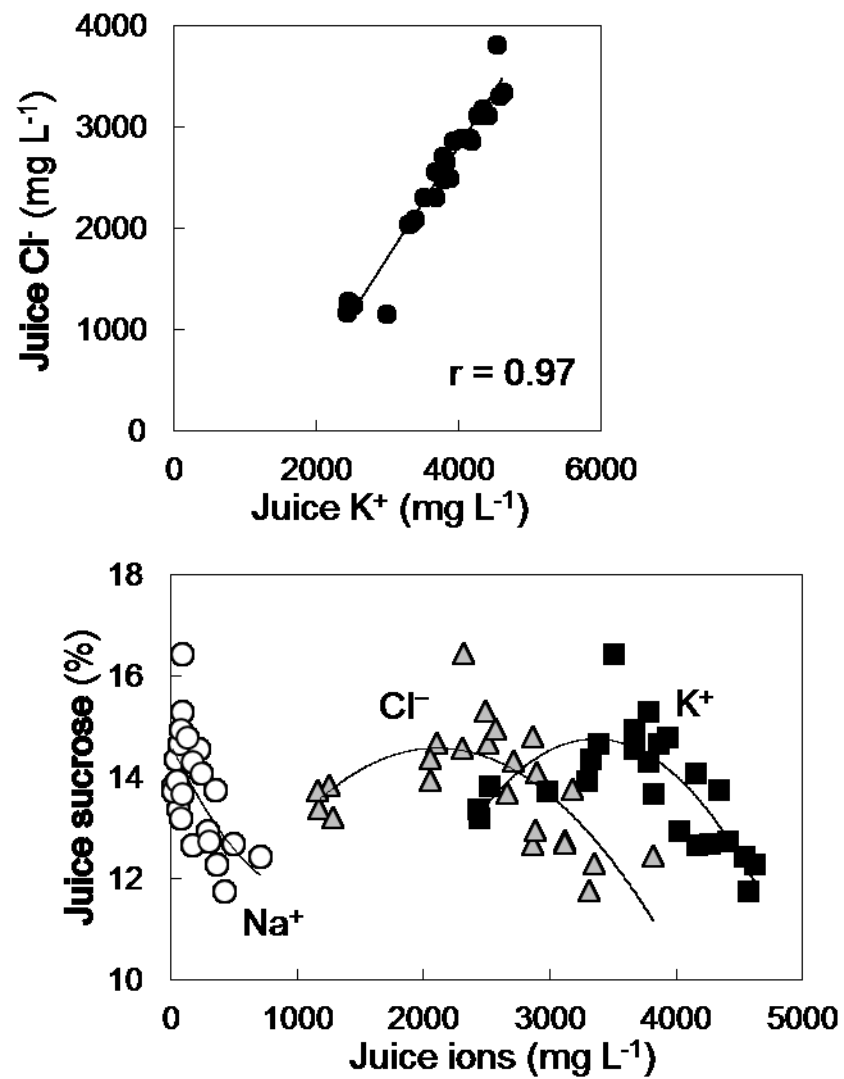 4000
3000
2000
1000
0
Juice Cl⁻ (mg L⁻¹)
r = 0.97
0 2000 4000 6000
Juice K⁺ (mg L⁻¹)
18
16
14
12
10
Juice sucrose (%)
Cl⁻
K⁺
Na⁺
0 1000 2000 3000 4000 5000
Juice ions (mg L⁻¹)